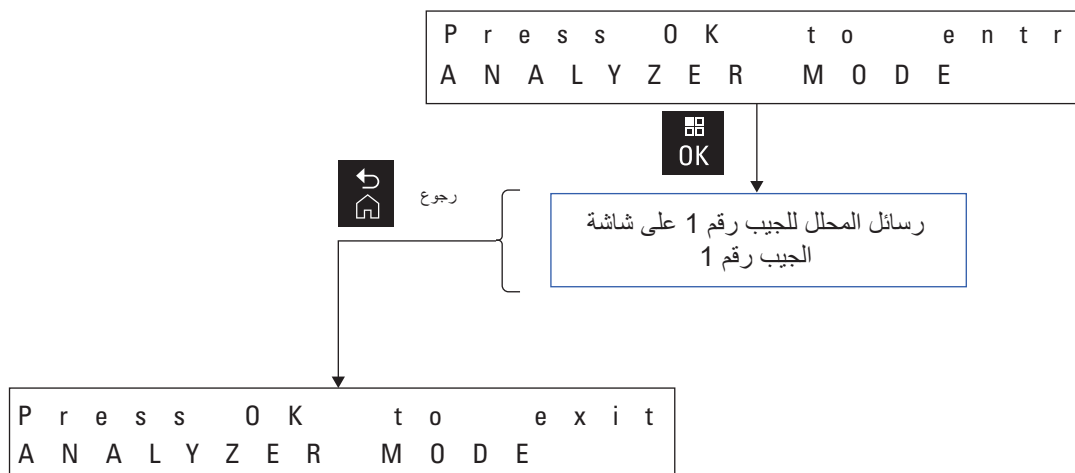 Press OK to entr
ANALYZER MODE
OK
رجوع
رسائل المحلل للجيب رقم 1 على شاشة
الجيب رقم 1
Press OK to exit
ANALYZER MODE